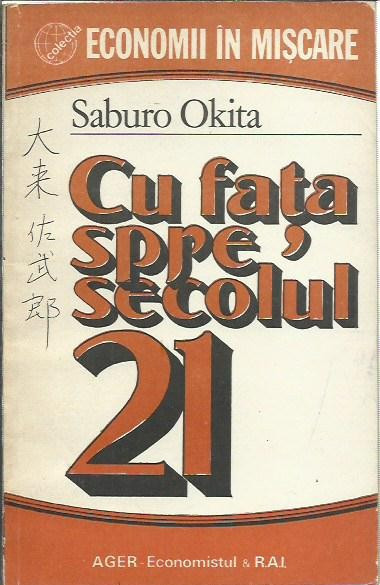 colecția
ECONOMII ÎN MIȘCARE
Saburo Okita
大来佐武郎
Cu fața
spre
secolul
21
AGER - Economistul & R.A.I.